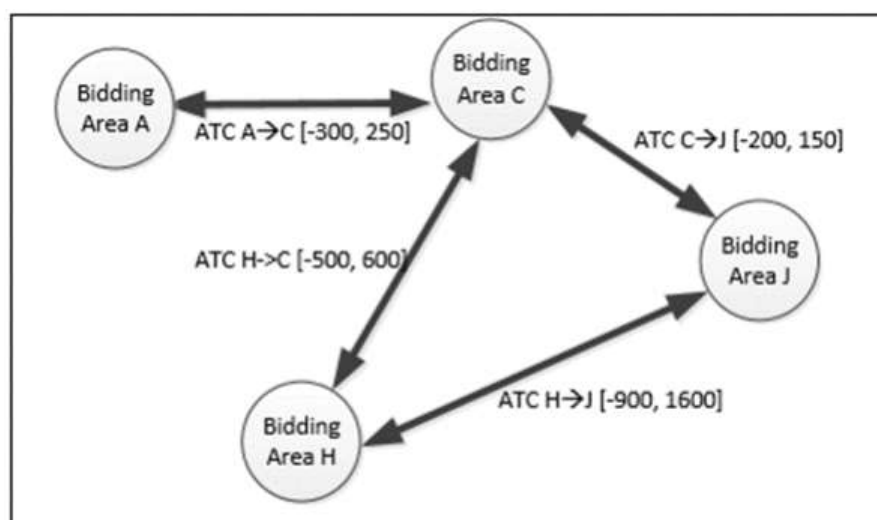 Bidding
Area A
ATC A→C [-300, 250]
Bidding
Area C
ATC C→J [-200, 150]
ATC H->C [-500, 600]
Bidding
Area J
ATC H→J [-900, 1600]
Bidding
Area H